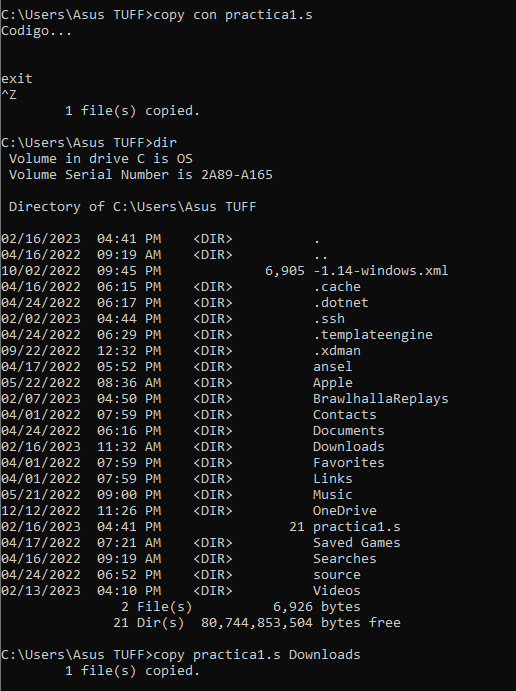 C:\Users\Asus TUFF>copy con practica1.s
Codigo...
exit
^Z
        1 file(s) copied.
C:\Users\Asus TUFF>dir
 Volume in drive C is OS
 Volume Serial Number is 2A89-A165
 Directory of C:\Users\Asus TUFF
02/16/2023  04:41 PM    <DIR>          .
04/16/2022  09:19 AM    <DIR>          ..
10/02/2022  09:45 PM             6,905 -1.14-windows.xml
04/16/2022  06:15 PM    <DIR>          .cache
04/24/2022  06:17 PM    <DIR>          .dotnet
02/02/2023  04:44 PM    <DIR>          .ssh
04/24/2022  06:29 PM    <DIR>          .templateengine
09/22/2022  12:32 PM    <DIR>          .xdman
04/17/2022  05:52 PM    <DIR>          ansel
05/22/2022  08:36 AM    <DIR>          Apple
02/07/2023  04:50 PM    <DIR>          BrawlhallaReplays
04/01/2022  07:59 PM    <DIR>          Contacts
04/24/2022  06:16 PM    <DIR>          Documents
02/16/2023  11:32 AM    <DIR>          Downloads
04/01/2022  07:59 PM    <DIR>          Favorites
04/01/2022  07:59 PM    <DIR>          Links
05/21/2022  09:00 PM    <DIR>          Music
12/12/2022  11:26 PM    <DIR>          OneDrive
02/16/2023  04:41 PM                21 practica1.s
04/17/2022  07:21 AM    <DIR>          Saved Games
04/16/2022  09:19 AM    <DIR>          Searches
04/24/2022  06:52 PM    <DIR>          source
02/13/2023  04:10 PM    <DIR>          Videos
               2 File(s)          6,926 bytes
              21 Dir(s)  80,744,853,504 bytes free
C:\Users\Asus TUFF>copy practica1.s Downloads
        1 file(s) copied.